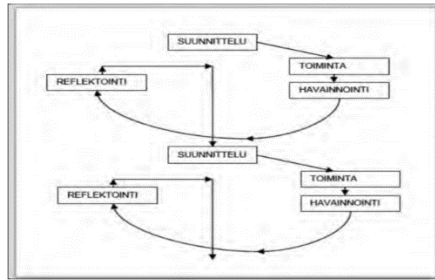 SUUNNITTELU
TOIMINTA
REFLEKTOINTI
HAVAINNOINTI
SUUNNITTELU
TOIMINTA
REFLEKTOINTI
HAVAINNOINTI